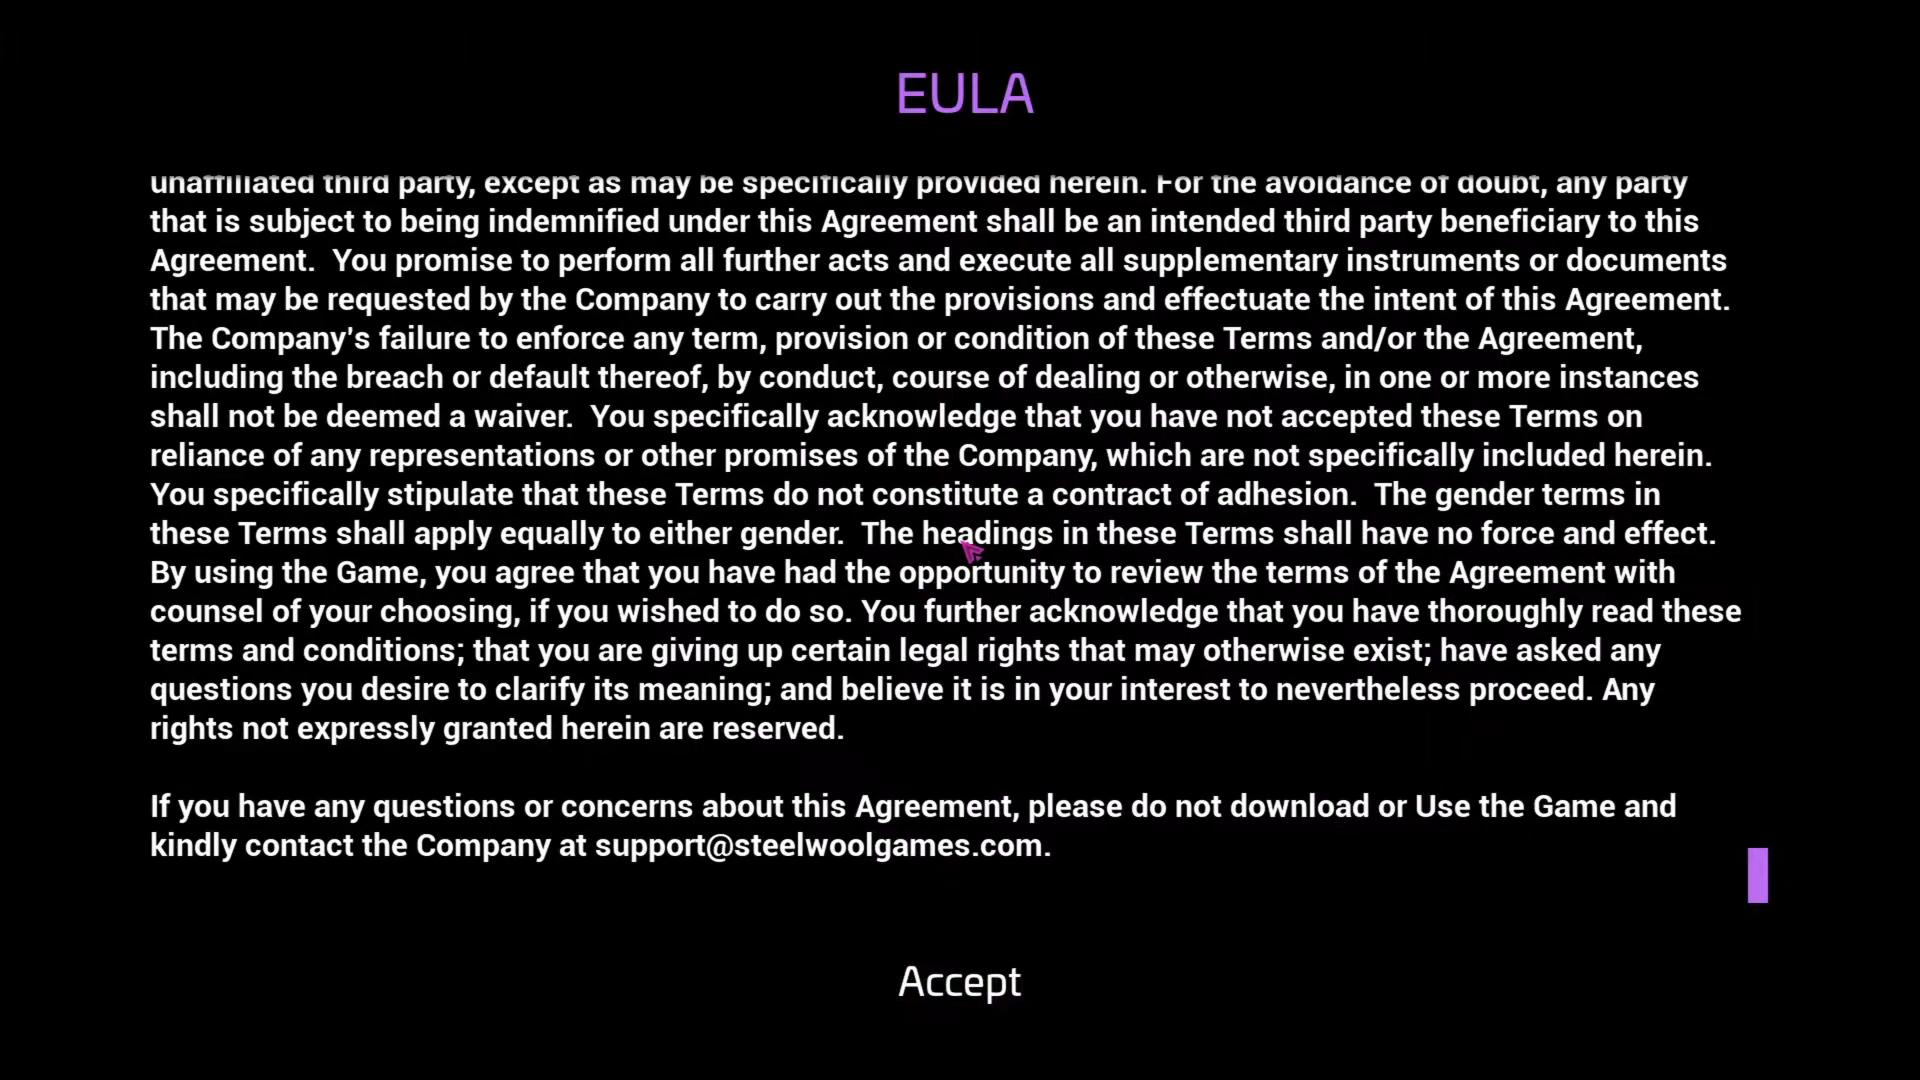 EULA
unaffiliated third party, except as may be specifically provided herein. For the avoidance of doubt, any party
that is subject to being indemnified under this Agreement shall be an intended third party beneficiary to this
Agreement.  You promise to perform all further acts and execute all supplementary instruments or documents
that may be requested by the Company to carry out the provisions and effectuate the intent of this Agreement.
The Company's failure to enforce any term, provision or condition of these Terms and/or the Agreement,
including the breach or default thereof, by conduct, course of dealing or otherwise, in one or more instances
shall not be deemed a waiver.  You specifically acknowledge that you have not accepted these Terms on
reliance of any representations or other promises of the Company, which are not specifically included herein.
You specifically stipulate that these Terms do not constitute a contract of adhesion.  The gender terms in
these Terms shall apply equally to either gender.  The headings in these Terms shall have no force and effect.
By using the Game, you agree that you have had the opportunity to review the terms of the Agreement with
counsel of your choosing, if you wished to do so. You further acknowledge that you have thoroughly read these
terms and conditions; that you are giving up certain legal rights that may otherwise exist; have asked any
questions you desire to clarify its meaning; and believe it is in your interest to nevertheless proceed. Any
rights not expressly granted herein are reserved.
If you have any questions or concerns about this Agreement, please do not download or Use the Game and
kindly contact the Company at support@steelwoolgames.com.
Accept